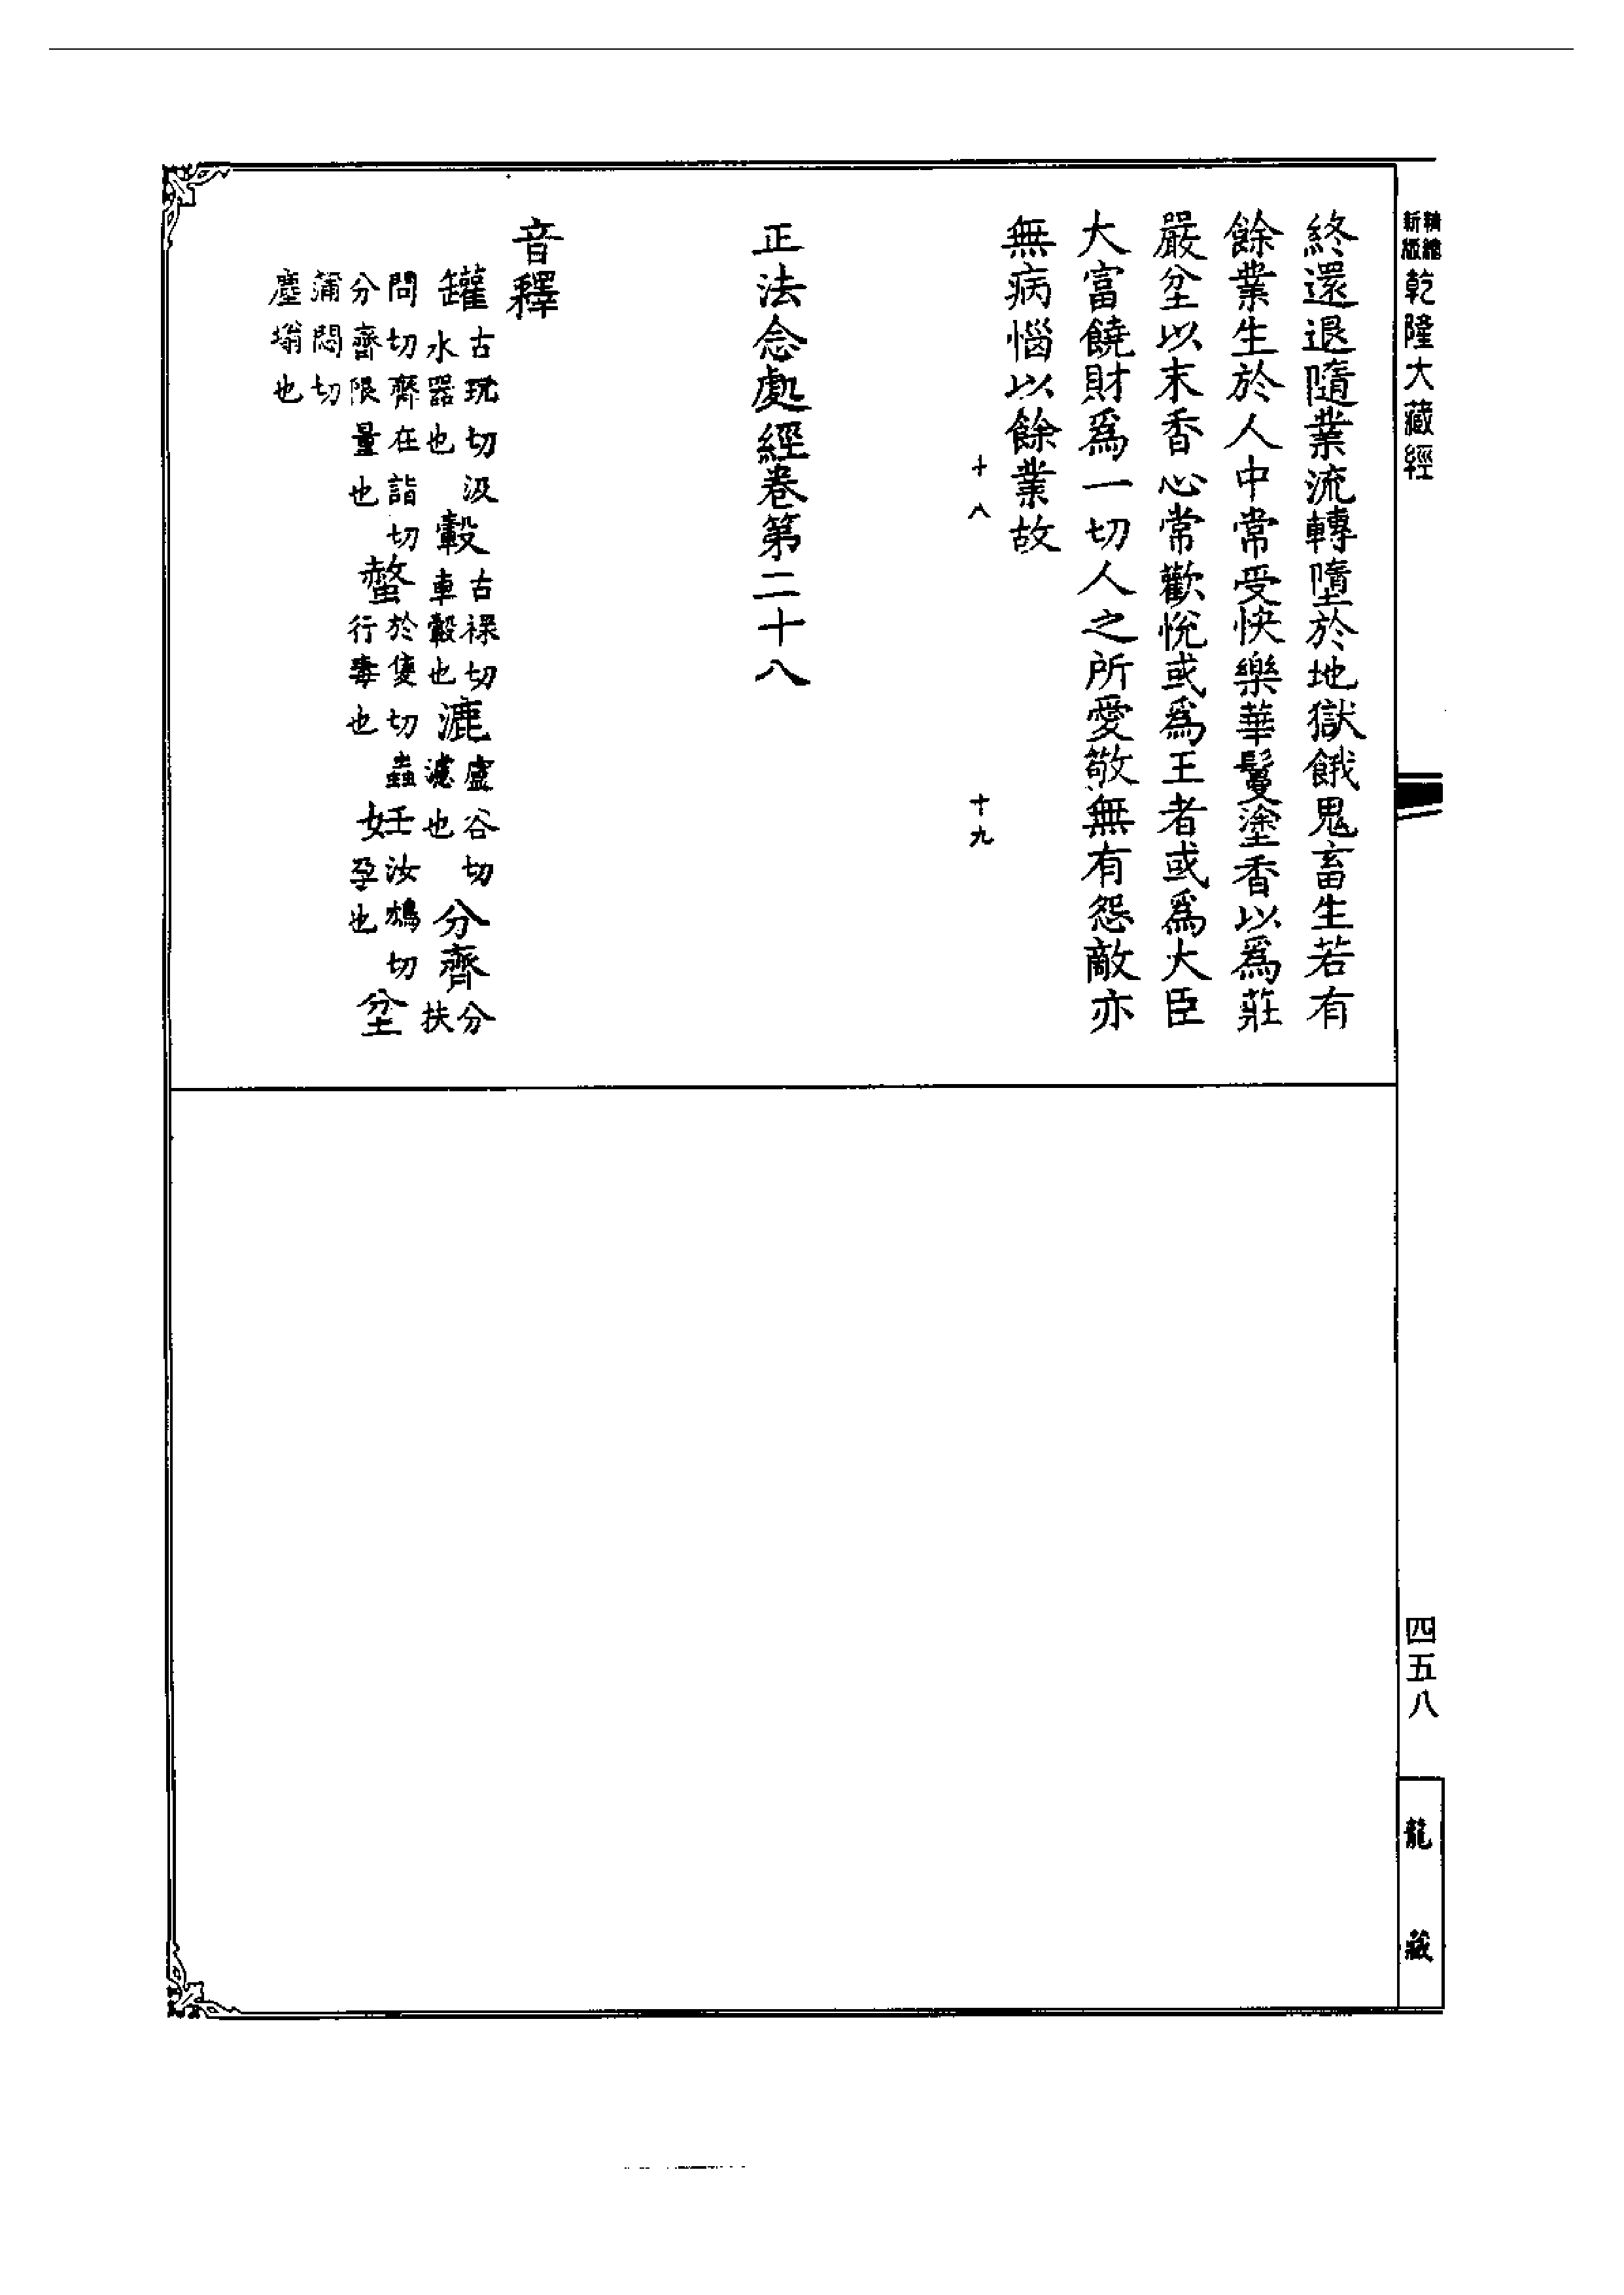 精縮新版乾隆大藏經
終還退隨業流轉墮於地獄餓鬼畜生若有
餘業生於人中常受快樂華鬘塗香以爲莊
嚴坌以末香心常歡悅或爲王者或爲大臣
大富饒財爲一切人之所愛敬無有怨敵亦
無病惱以餘業故
十八
十九
正法念處經卷第二十八
音釋
罐古玩切汲水器也 轂古祿切車轂也 漉盧谷切濾也 分齊分扶
問切齊在詣切分齊限量也 螫於隻切蟲行毒也 妊汝鴆切孕也 坌
蒲悶切塵塕也
四五八
龍藏